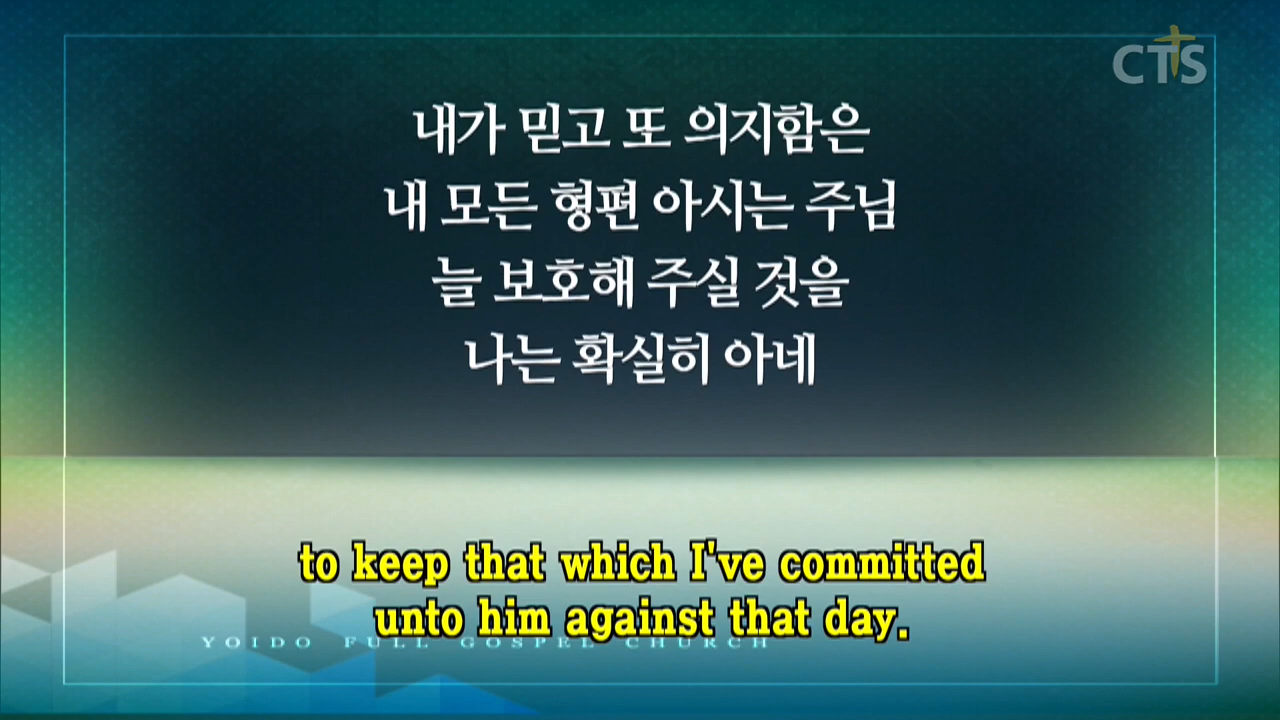 CTS
내가 믿고 또 의지함은
내 모든 형편 아시는 주님
늘 보호해 주실 것을
나는 확실히 아네
to keep that which I've committed
unto him against that day.
YOIDO FULL GOSPEL CHURCH